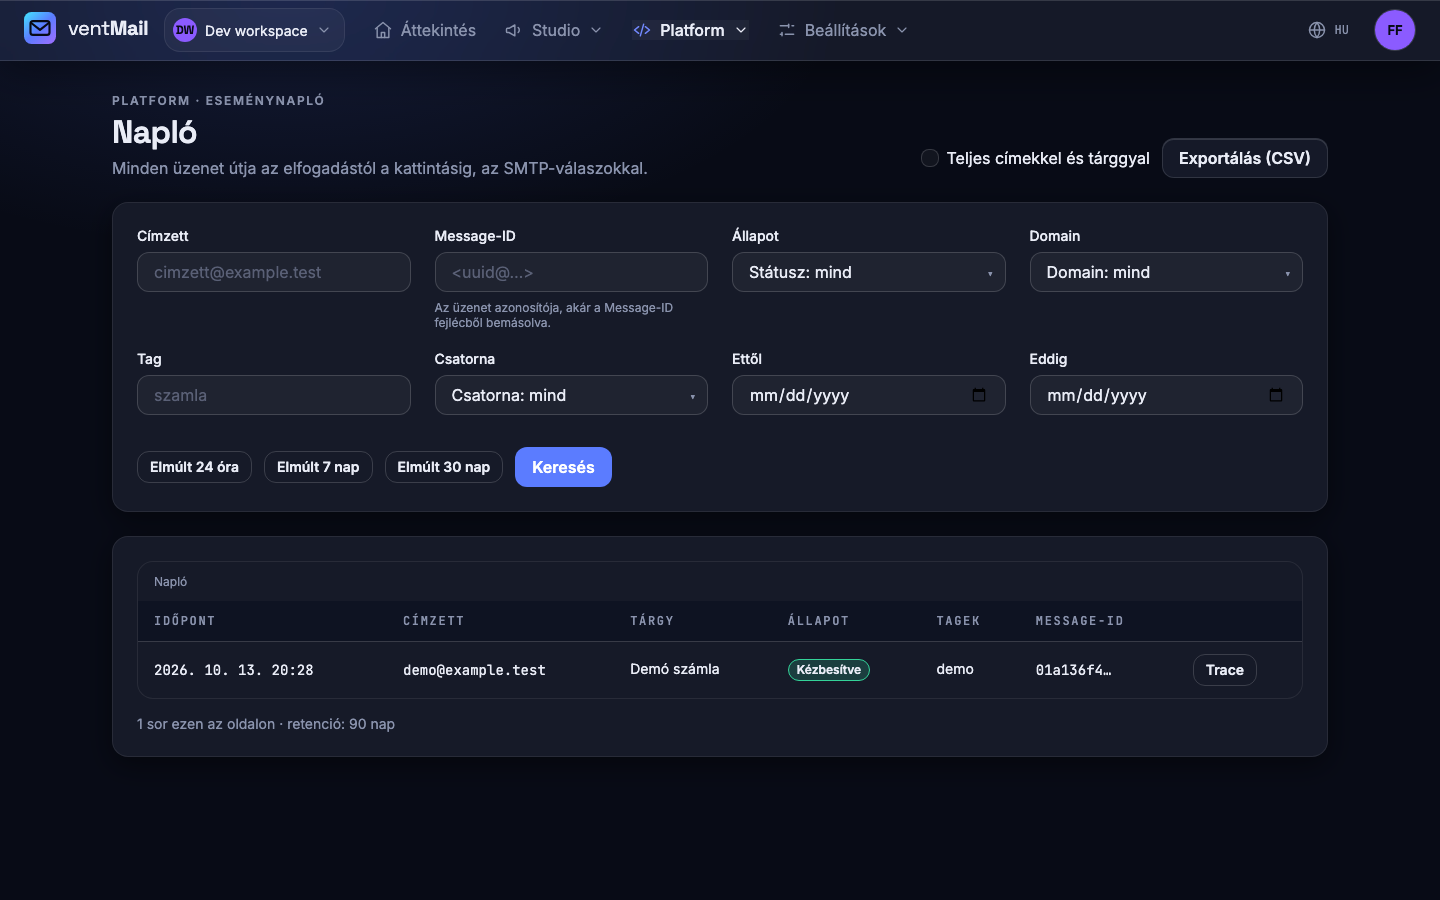 ventMail
DW Dev workspace
Áttekintés
Studio
Platform
Beállítások
HU
FF
PLATFORM · ESEMÉNYNAPLÓ
Napló
Minden üzenet útja az elfogadástól a kattintásig, az SMTP-válaszokkal.
Teljes címekkel és tárggyal
Exportálás (CSV)
Címzett
Message-ID
Állapot
Domain
cimzett@example.test
<uuid@...>
Státusz: mind
Domain: mind
Az üzenet azonosítója, akár a Message-ID
fejlécből bemásolva.
Tag
Csatorna
Ettől
Eddig
szamla
Csatorna: mind
mm/dd/yyyy
mm/dd/yyyy
Elmúlt 24 óra
Elmúlt 7 nap
Elmúlt 30 nap
Keresés
Napló
IDŐPONT
CÍMZETT
TÁRGY
ÁLLAPOT
TAGEK
MESSAGE-ID
2026. 10. 13. 20:28
demo@example.test
Demó számla
Kézbesítve
demo
01a136f4…
Trace
1 sor ezen az oldalon · retenció: 90 nap